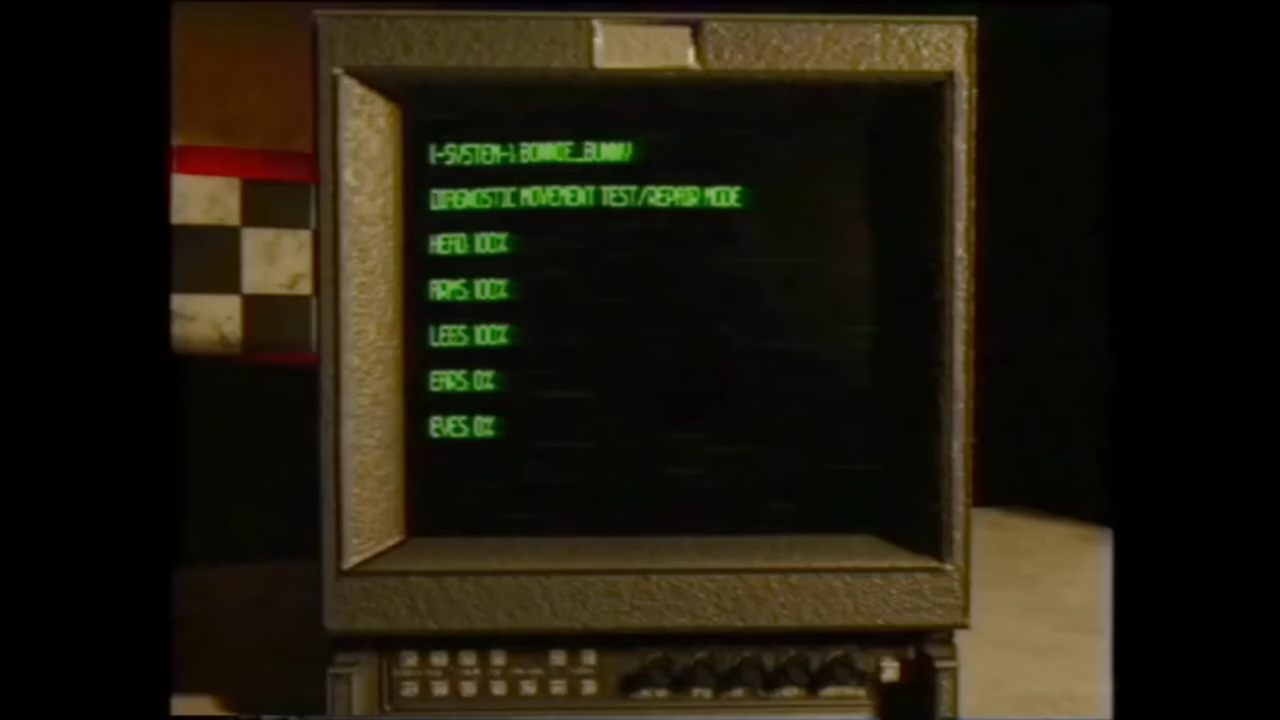 (-SYSTEM-): BONNIE_BUNNY
DIAGNOSTIC MOVEMENT TEST/REPAIR MODE
HEAD: 100%
ARMS: 100%
LEGS: 100%
EARS: 0%
EYES: 0%